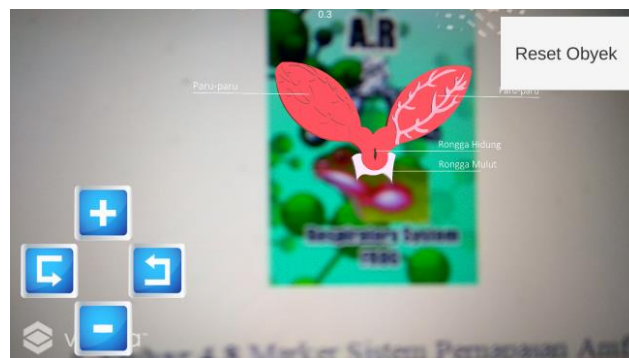 0.3
A.R
Reset Obyek
Paru-paru
Paru-paru
Rongga Hidung
Rongga Mulut
Respiratory System
4.8 Marker Sistem Pernapasan Amf